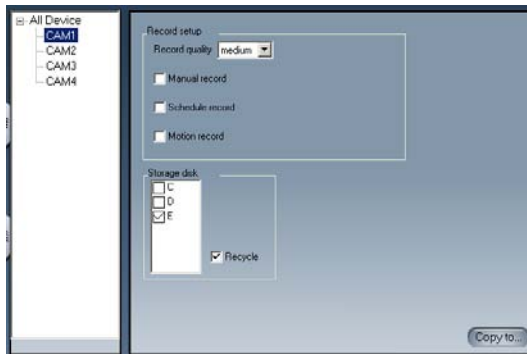 All Device
CAM1
CAM2
CAM3
CAM4
Record setup
Record quality medium
Manual record
Schedule record
Motion record
Storage disk
C
D
E
Recycle
Copy to...